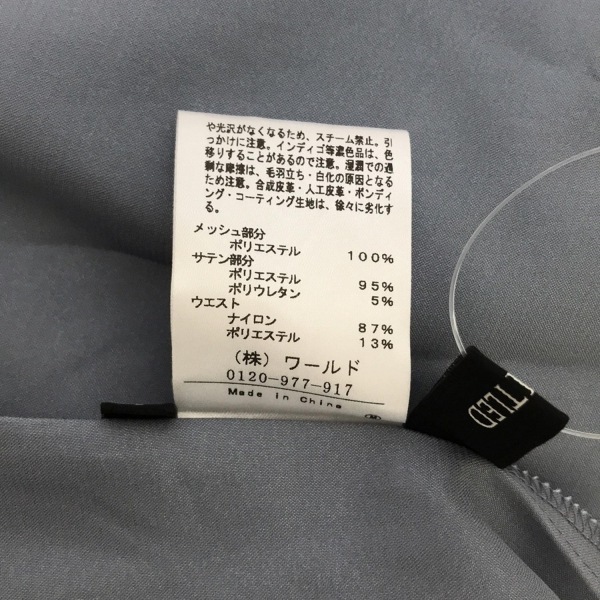 や光沢がなくなるため、スチーム禁止。引
っかけに注意。インディゴ等濃色品は、色
移りすることがあるので注意。湿潤での過
剰な摩擦は、毛羽立ち・白化の原因となる
ため注意。合成皮革・人工皮革・ボンディ
ング・コーティング生地は、徐々に劣化す
る。
メッシュ部分
ポリエステル 100%
サテン部分
ポリエステル 95%
ポリウレタン 5%
ウエスト
ナイロン 87%
ポリエステル 13%
(株) ワールド
0120-977-917
Made in China
TLED